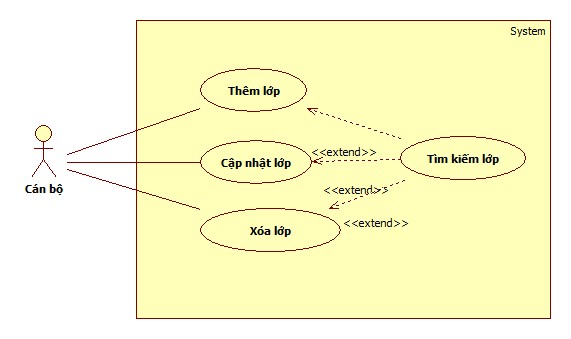 System
Thêm lớp
<<extend>>
Cập nhật lớp
Tìm kiếm lớp
Cán bộ
<<extend>>
<<extend>>
Xóa lớp